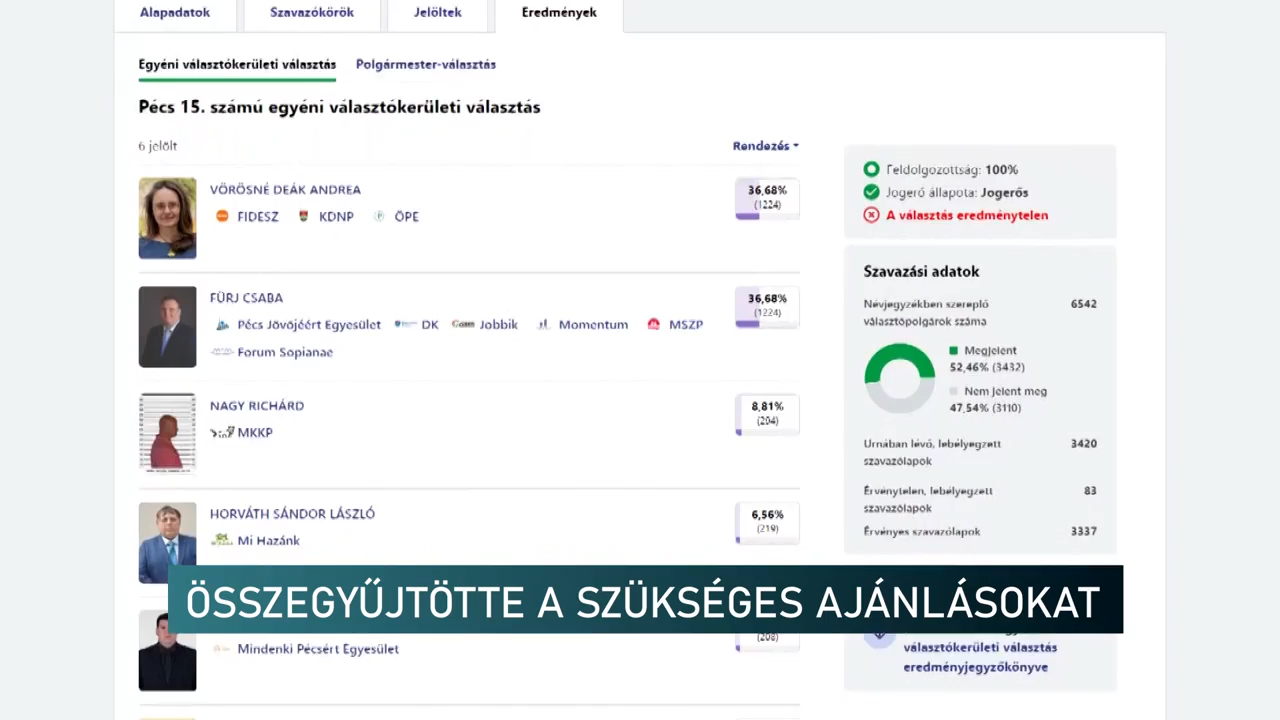 Alapadatok
Szavazókörök
Jelöltek
Eredmények
Egyéni választókerületi választás
Polgármester-választás
Pécs 15. számú egyéni választókerületi választás
6 jelölt
Rendezés
VÖRÖSNÉ DEÁK ANDREA
FIDESZ KDNP ÖPE
36,68%
(1224)
FÜRJ CSABA
Pécs Jövőjéért Egyesület DK Jobbik Momentum MSZP
Forum Sopianae
36,68%
(1224)
NAGY RICHÁRD
MKKP
8,81%
HORVÁTH SÁNDOR LÁSZLÓ
Mi Hazánk
6,56%
(219)
Mindenki Pécsért Egyesület
(208)
Feldolgozottság: 100%
Jogerő állapota: Jogerős
A választás eredménytelen
Szavazási adatok
Névjegyzékben szereplő
választópolgárok száma
6542
Megjelent
52,46% (3432)
Nem jelent meg
47,54% (3110)
Urnában lévő, lebélyegzett
szavazólapok
3420
Érvénytelen, lebélyegzett
szavazólapok
83
Érvényes szavazólapok
3337
választókerületi választás
eredményjegyzőkönyve
ÖSSZEGYŰJTÖTTE A SZÜKSÉGES AJÁNLÁSOKAT